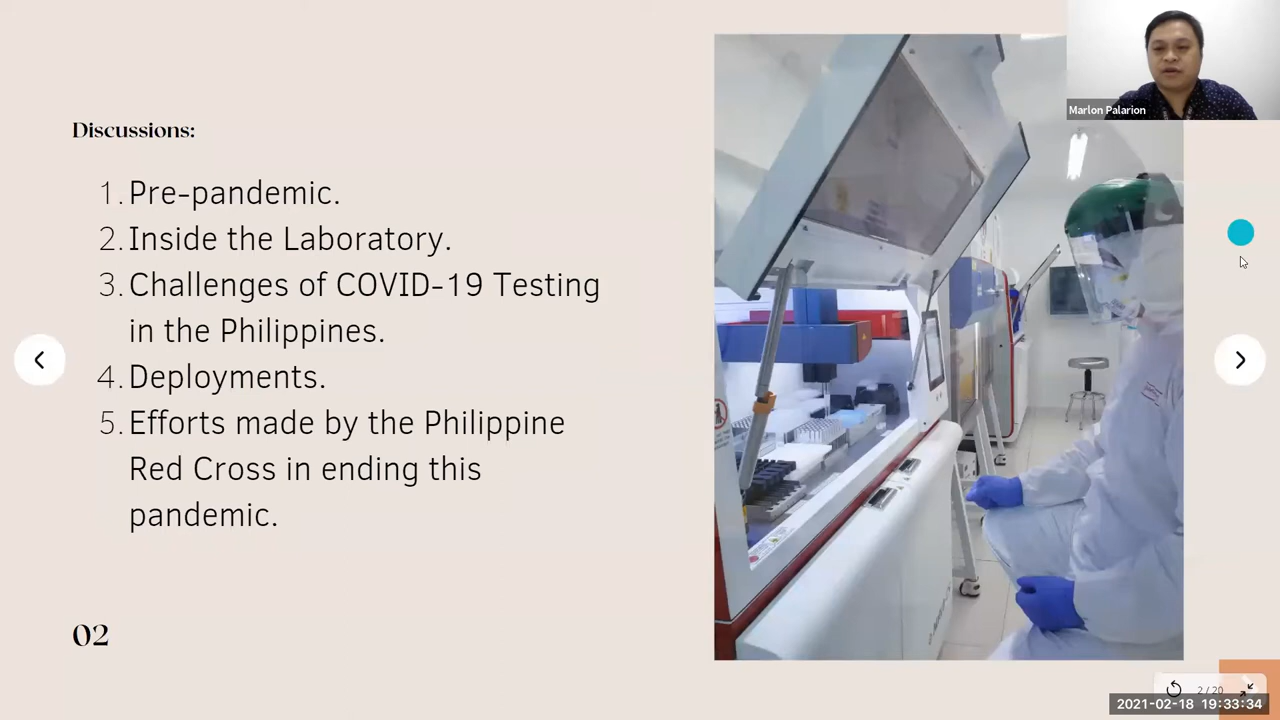 Marlon Palarion
Discussions:
1. Pre-pandemic.
2. Inside the Laboratory.
3. Challenges of COVID-19 Testing
in the Philippines.
4. Deployments.
5. Efforts made by the Philippine
Red Cross in ending this
pandemic.
02
2 / 20
2021-02-18 19:33:34